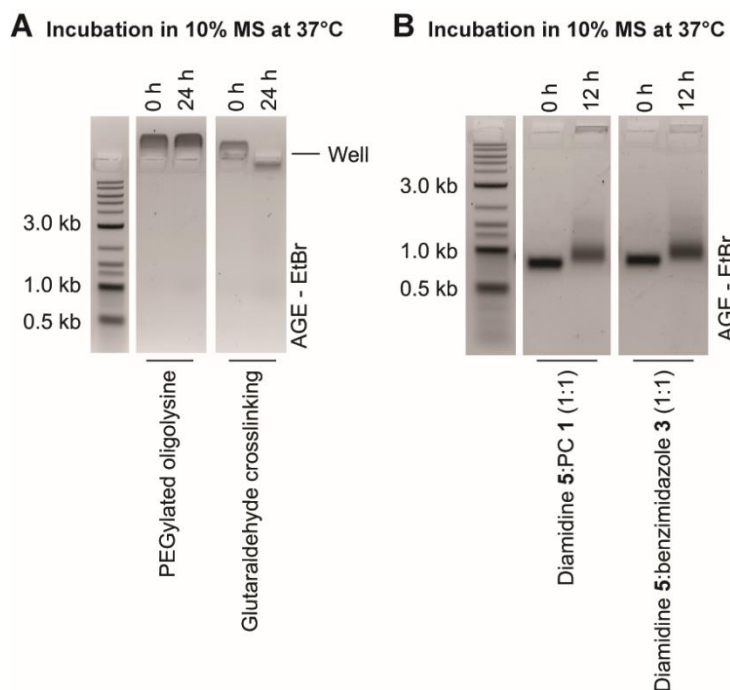 A Incubation in 10% MS at 37°C
0 h
24 h
0 h
24 h
Well
3.0 kb
1.0 kb
0.5 kb
AGE - EtBr
PEGylated oligolysine
Glutaraldehyde crosslinking
B Incubation in 10% MS at 37°C
0 h
12 h
0 h
12 h
3.0 kb
1.0 kb
0.5 kb
AGE - EtBr
Diamidine 5:PC 1 (1:1)
Diamidine 5:benzimidazole 3 (1:1)